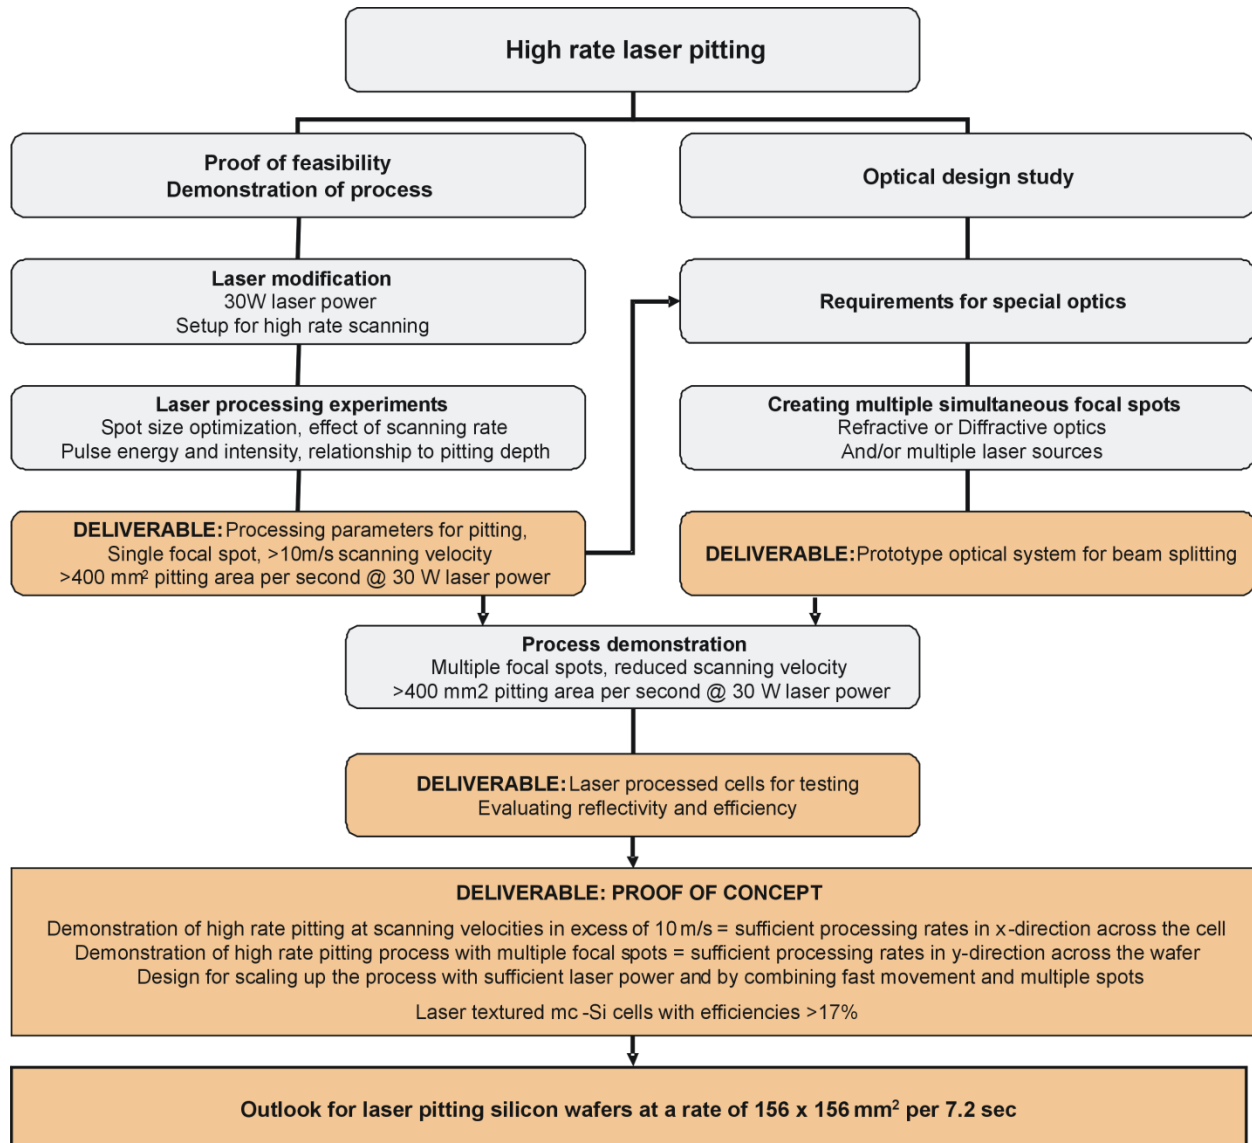 High rate laser pitting
Proof of feasibility
Demonstration of process
Optical design study
Laser modification
30W laser power
Setup for high rate scanning
Requirements for special optics
Laser processing experiments
Spot size optimization, effect of scanning rate
Pulse energy and intensity, relationship to pitting depth
Creating multiple simultaneous focal spots
Refractive or Diffractive optics
And/or multiple laser sources
DELIVERABLE: Processing parameters for pitting,
Single focal spot, >10m/s scanning velocity
>400 mm² pitting area per second @ 30 W laser power
DELIVERABLE: Prototype optical system for beam splitting
Process demonstration
Multiple focal spots, reduced scanning velocity
>400 mm2 pitting area per second @ 30 W laser power
DELIVERABLE: Laser processed cells for testing
Evaluating reflectivity and efficiency
DELIVERABLE: PROOF OF CONCEPT
Demonstration of high rate pitting at scanning velocities in excess of 10 m/s = sufficient processing rates in x-direction across the cell
Demonstration of high rate pitting process with multiple focal spots = sufficient processing rates in y-direction across the wafer
Design for scaling up the process with sufficient laser power and by combining fast movement and multiple spots
Laser textured mc -Si cells with efficiencies >17%
Outlook for laser pitting silicon wafers at a rate of 156 x 156 mm² per 7.2 sec